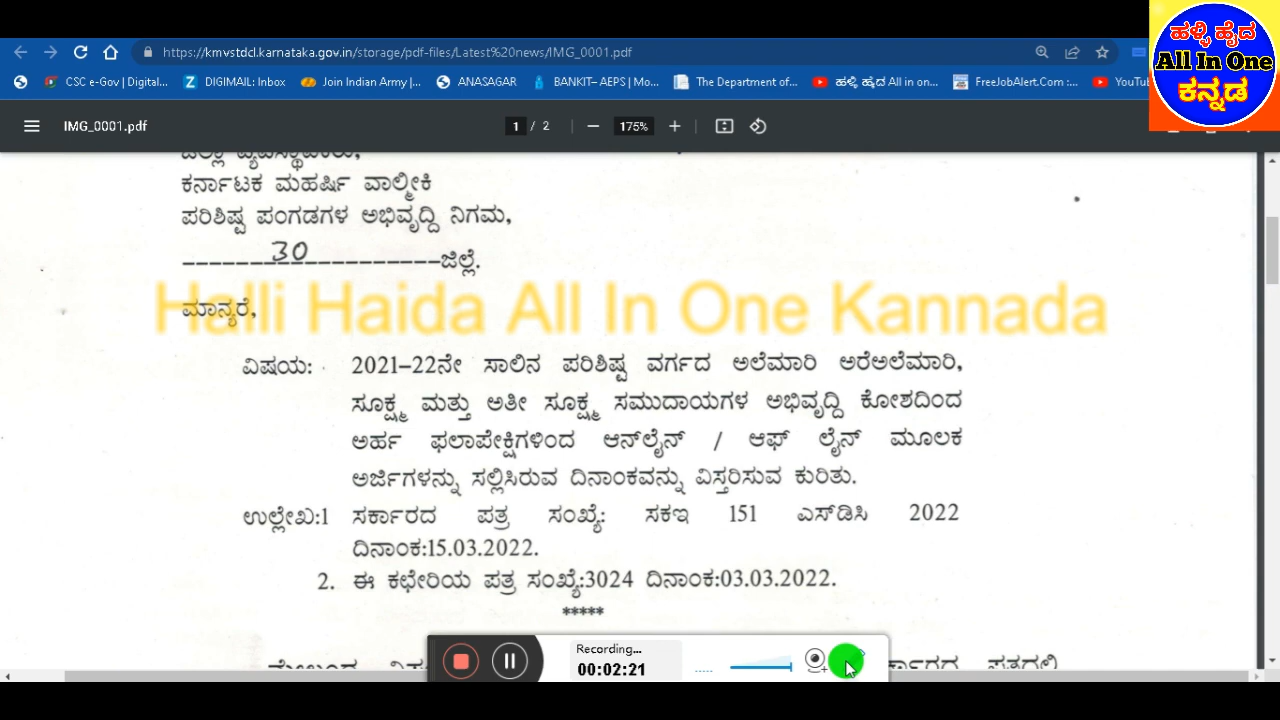 ಹಳ್ಳಿ ಹೈದ
All In One
ಕನ್ನಡ
https://kmvstdcl.karnataka.gov.in/storage/pdf-files/Latest%20news/IMG_0001.pdf
CSC e-Gov | Digital... DIGIMAIL: Inbox Join Indian Army |... ANASAGAR BANKIT– AEPS | Mo... The Department of... ಹಳ್ಳಿ ಹೈದ All in on... FreeJobAlert.Com :... YouTu
IMG_0001.pdf 1 / 2 175%
ಜಿಲ್ಲಾ ವ್ಯವಸ್ಥಾಪಕರು,
ಕರ್ನಾಟಕ ಮಹರ್ಷಿ ವಾಲ್ಮೀಕಿ
ಪರಿಶಿಷ್ಟ ಪಂಗಡಗಳ ಅಭಿವೃದ್ಧಿ ನಿಗಮ,
30 ಜಿಲ್ಲೆ.
Halli Haida All In One Kannada
ಮಾನ್ಯರೆ,
ವಿಷಯ: 2021–22ನೇ ಸಾಲಿನ ಪರಿಶಿಷ್ಟ ವರ್ಗದ ಅಲೆಮಾರಿ ಅರೆಅಲೆಮಾರಿ,
ಸೂಕ್ಷ್ಮ ಮತ್ತು ಅತೀ ಸೂಕ್ಷ್ಮ ಸಮುದಾಯಗಳ ಅಭಿವೃದ್ಧಿ ಕೋಶದಿಂದ
ಅರ್ಹ ಫಲಾಪೇಕ್ಷಿಗಳಿಂದ ಆನ್‌ಲೈನ್ / ಆಫ್ ಲೈನ್ ಮೂಲಕ
ಅರ್ಜಿಗಳನ್ನು ಸಲ್ಲಿಸಿರುವ ದಿನಾಂಕವನ್ನು ವಿಸ್ತರಿಸುವ ಕುರಿತು.
ಉಲ್ಲೇಖ:1 ಸರ್ಕಾರದ ಪತ್ರ ಸಂಖ್ಯೆ: ಸಕಇ 151 ಎಸ್‌ಡಿಸಿ 2022
ದಿನಾಂಕ:15.03.2022.
2. ಈ ಕಛೇರಿಯ ಪತ್ರ ಸಂಖ್ಯೆ:3024 ದಿನಾಂಕ:03.03.2022.
*****
Recording...
00:02:21